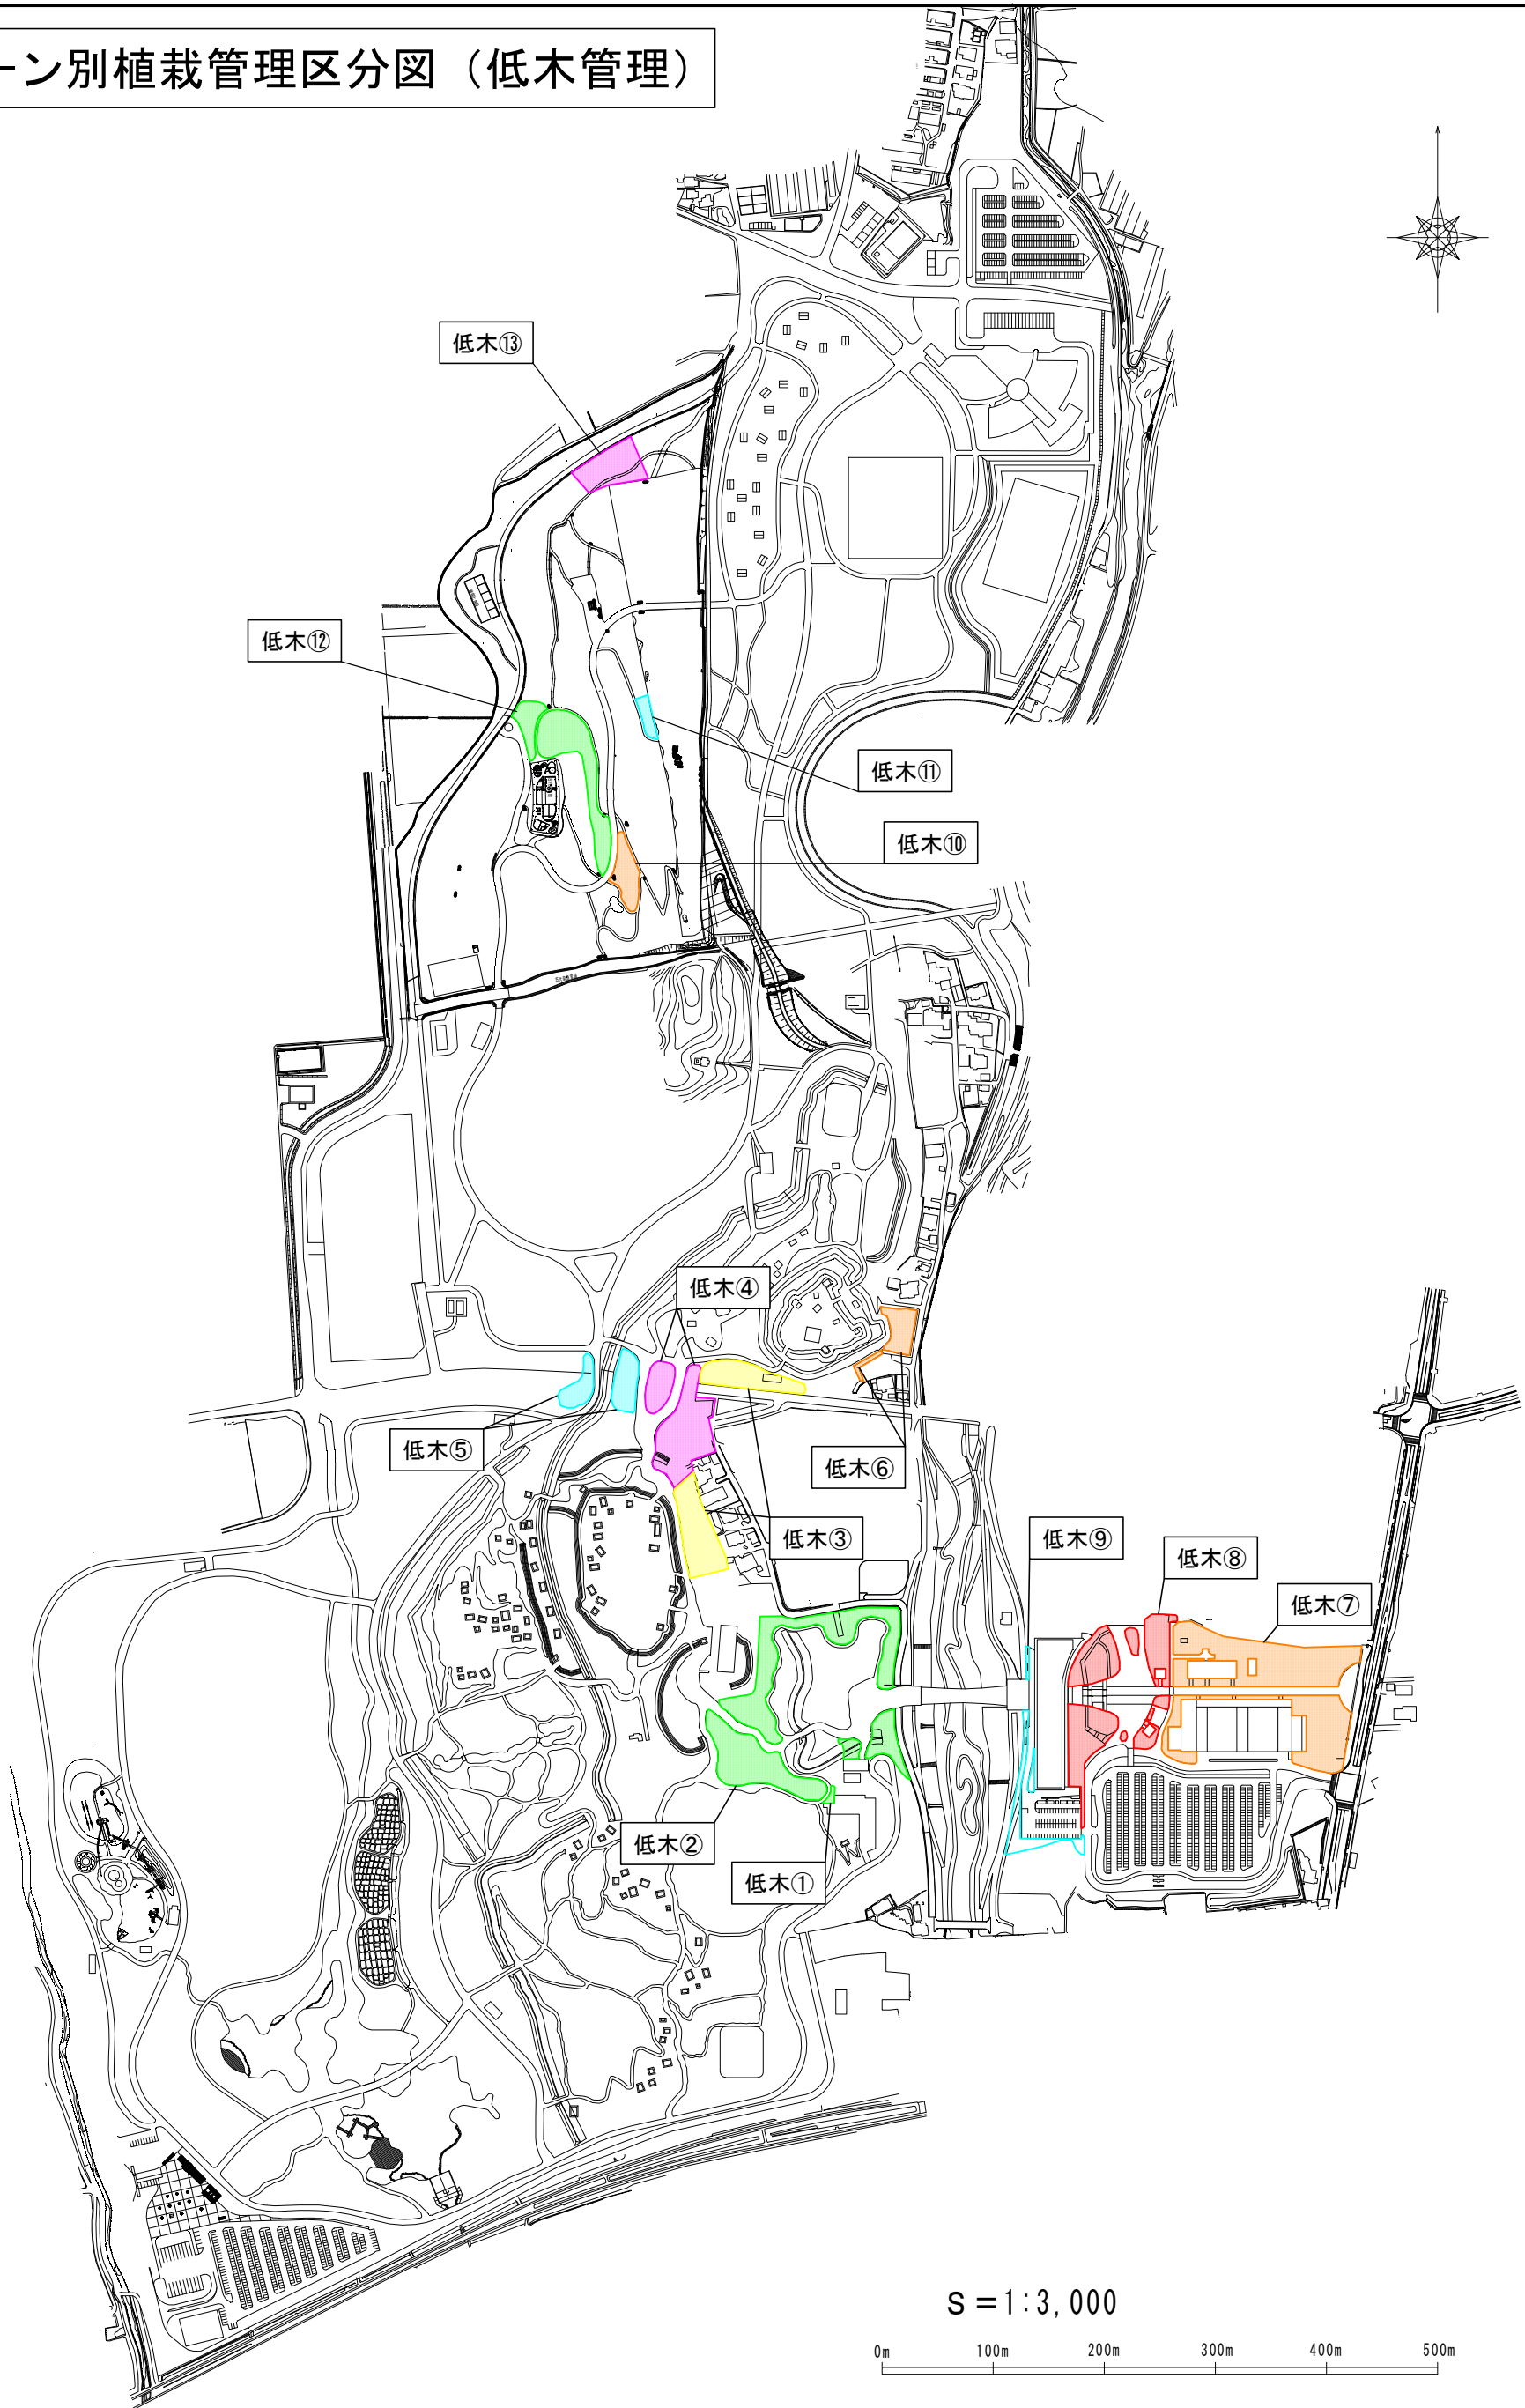 ーン別植栽管理区分図（低木管理）
低木⑬
低木⑫
低木⑪
低木⑩
低木④
低木⑤
低木⑥
低木③
低木⑨
低木⑧
低木⑦
低木②
低木①
S＝1:3,000
0m 100m 200m 300m 400m 500m